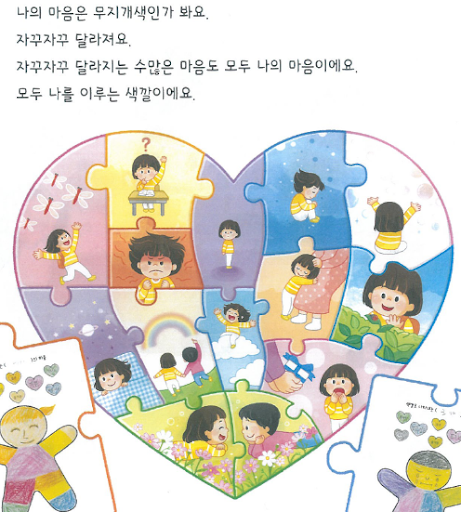 나의 마음은 무지개색인가 봐요.
자꾸자꾸 달라져요.
자꾸자꾸 달라지는 수많은 마음도 모두 나의 마음이에요.
모두 나를 이루는 색깔이에요.
?